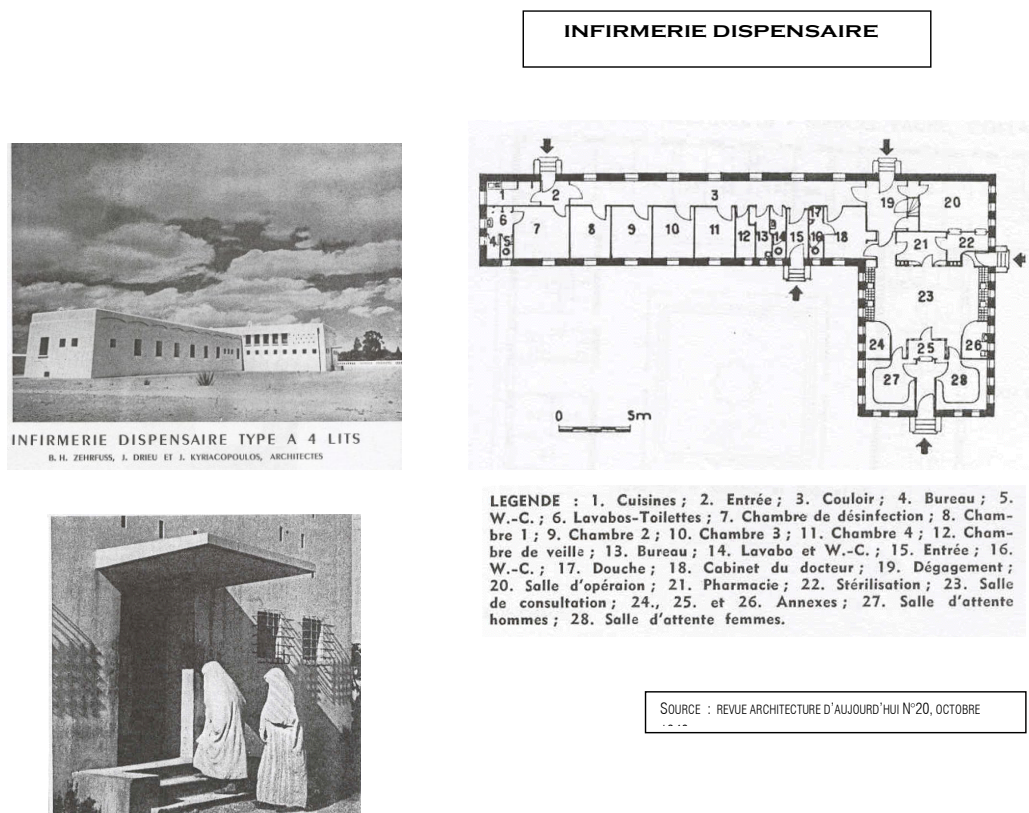 INFIRMERIE DISPENSAIRE
1
2
3
19
20
6
7
8
9
10
11
12
13
14
15
17
16
18
4
5
21
22
23
24
25
26
27
28
0 5m
INFIRMERIE DISPENSAIRE TYPE A 4 LITS
B. H. ZEHRFUSS, J. DRIEU ET J. KYRIACOPOULOS, ARCHITECTES
LEGENDE : 1. Cuisines ; 2. Entrée ; 3. Couloir ; 4. Bureau ; 5.
W.-C. ; 6. Lavabos-Toilettes ; 7. Chambre de désinfection ; 8. Cham-
bre 1 ; 9. Chambre 2 ; 10. Chambre 3 ; 11. Chambre 4 ; 12. Cham-
bre de veille ; 13. Bureau ; 14. Lavabo et W.-C. ; 15. Entrée ; 16.
W.-C. ; 17. Douche ; 18. Cabinet du docteur ; 19. Dégagement ;
20. Salle d'opéraion ; 21. Pharmacie ; 22. Stérilisation ; 23. Salle
de consultation ; 24., 25. et 26. Annexes ; 27. Salle d'attente
hommes ; 28. Salle d'attente femmes.
SOURCE : REVUE ARCHITECTURE D'AUJOURD'HUI N°20, OCTOBRE